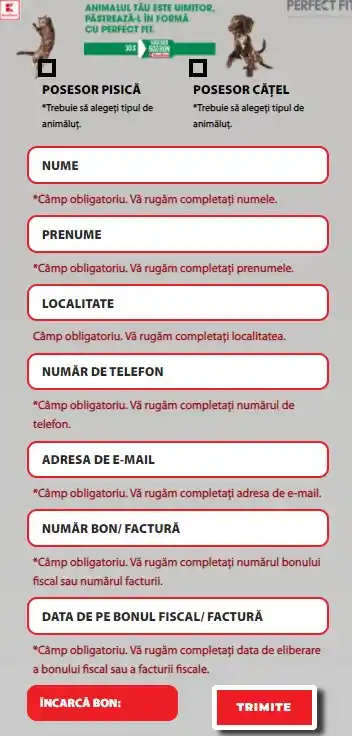 ANIMALUL TĂU ESTE UIMITOR,
PĂSTREAZĂ-L ÎN FORMĂ
CU PERFECT FIT.
PERFECT FIT
POSESOR PISICĂ
*Trebuie să alegeți tipul de
animăluț.
POSESOR CĂȚEL
*Trebuie să alegeți tipul de
animăluț.
NUME
*Câmp obligatoriu. Vă rugăm completați numele.
PRENUME
*Câmp obligatoriu. Vă rugăm completați prenumele.
LOCALITATE
Câmp obligatoriu. Vă rugăm completați localitatea.
NUMĂR DE TELEFON
*Câmp obligatoriu. Vă rugăm completați numărul de
telefon.
ADRESA DE E-MAIL
*Câmp obligatoriu. Vă rugăm completați adresa de e-mail.
NUMĂR BON/ FACTURĂ
*Câmp obligatoriu. Vă rugăm completați numărul bonului
fiscal sau numărul facturii.
DATA DE PE BONUL FISCAL/ FACTURĂ
*Câmp obligatoriu. Vă rugăm completați data de eliberare
a bonului fiscal sau a facturii fiscale.
ÎNCARCĂ BON:
TRIMITE